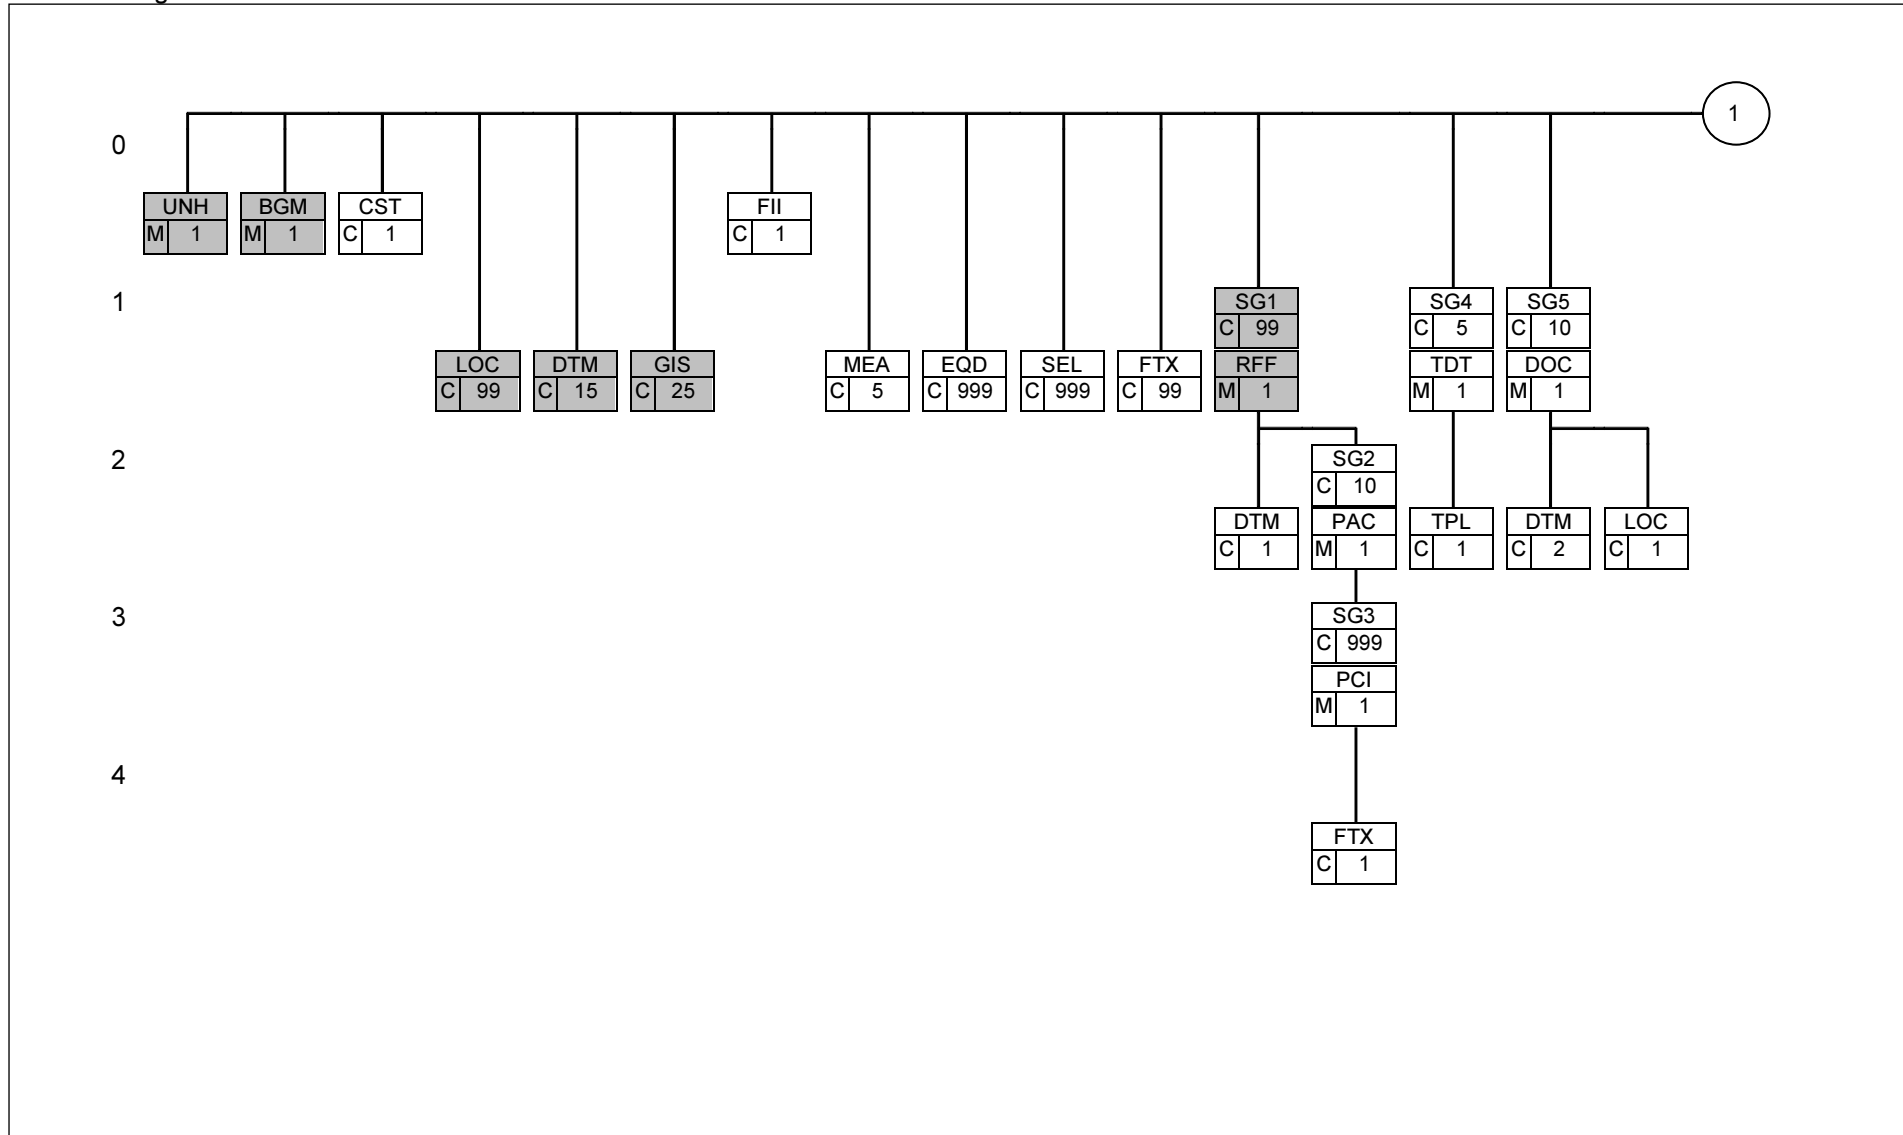 1
0
UNH BGM CST FII
M 1 M 1 C 1 C 1
1
SG1 SG4 SG5
C 99 C 5 C 10
LOC DTM GIS MEA EQD SEL FTX RFF TDT DOC
C 99 C 15 C 25 C 5 C 999 C 999 C 99 M 1 M 1 M 1
2
SG2
C 10
DTM PAC TPL DTM LOC
C 1 M 1 C 1 C 2 C 1
3
SG3
C 999
PCI
M 1
4
FTX
C 1